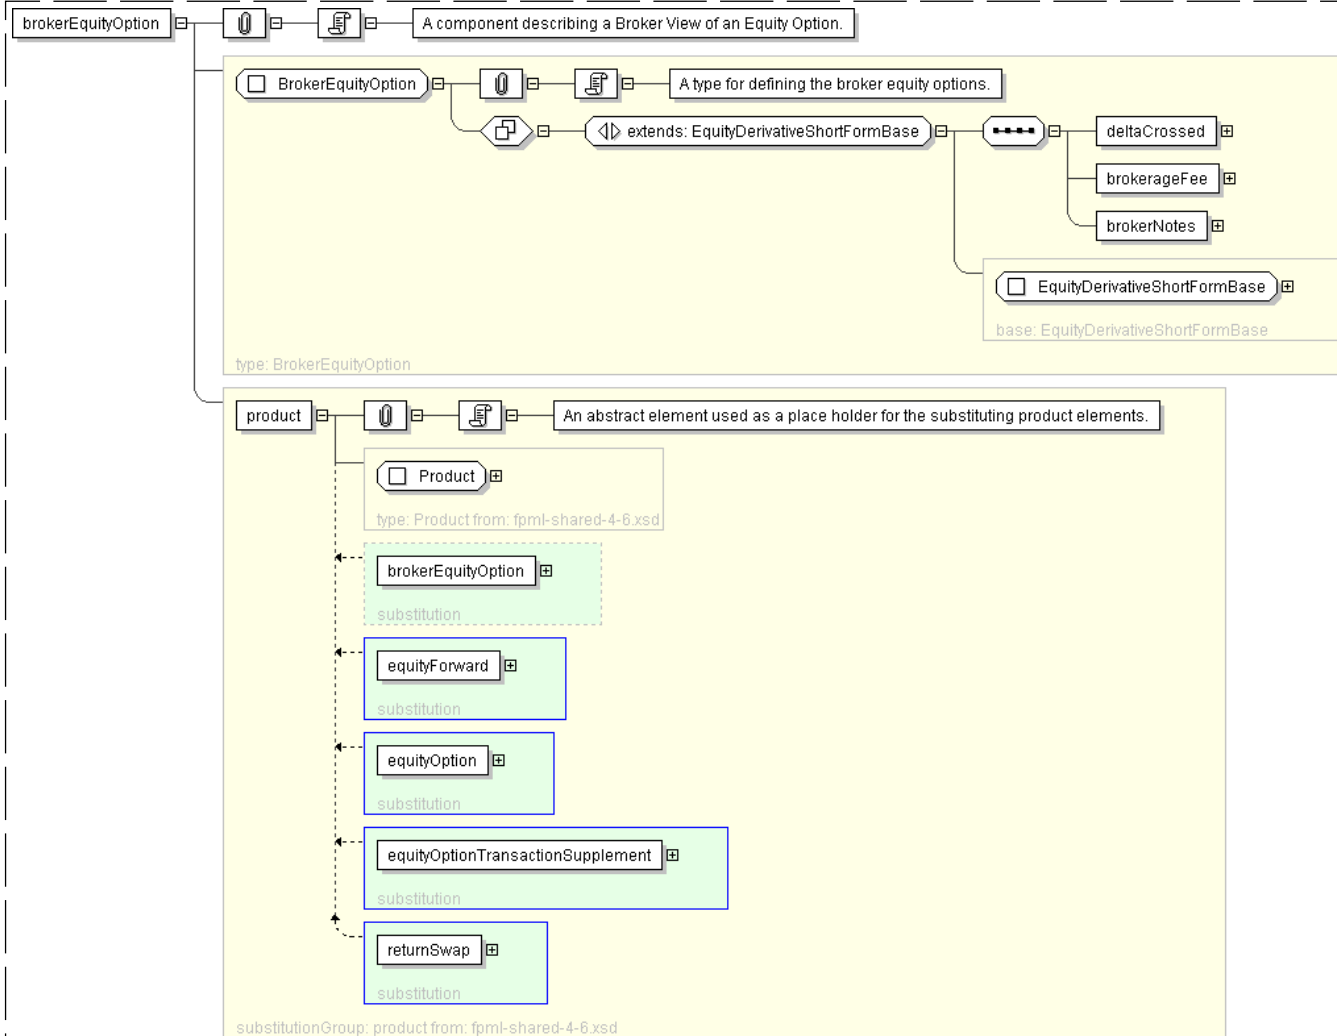 brokerEquityOption
A component describing a Broker View of an Equity Option.
BrokerEquityOption
A type for defining the broker equity options.
extends: EquityDerivativeShortFormBase
deltaCrossed
brokerageFee
brokerNotes
EquityDerivativeShortFormBase
base: EquityDerivativeShortFormBase
type: BrokerEquityOption
product
An abstract element used as a place holder for the substituting product elements.
Product
type: Product from: fpml-shared-4-6.xsd
brokerEquityOption
substitution
equityForward
substitution
equityOption
substitution
equityOptionTransactionSupplement
substitution
returnSwap
substitution
substitutionGroup: product from: fpml-shared-4-6.xsd